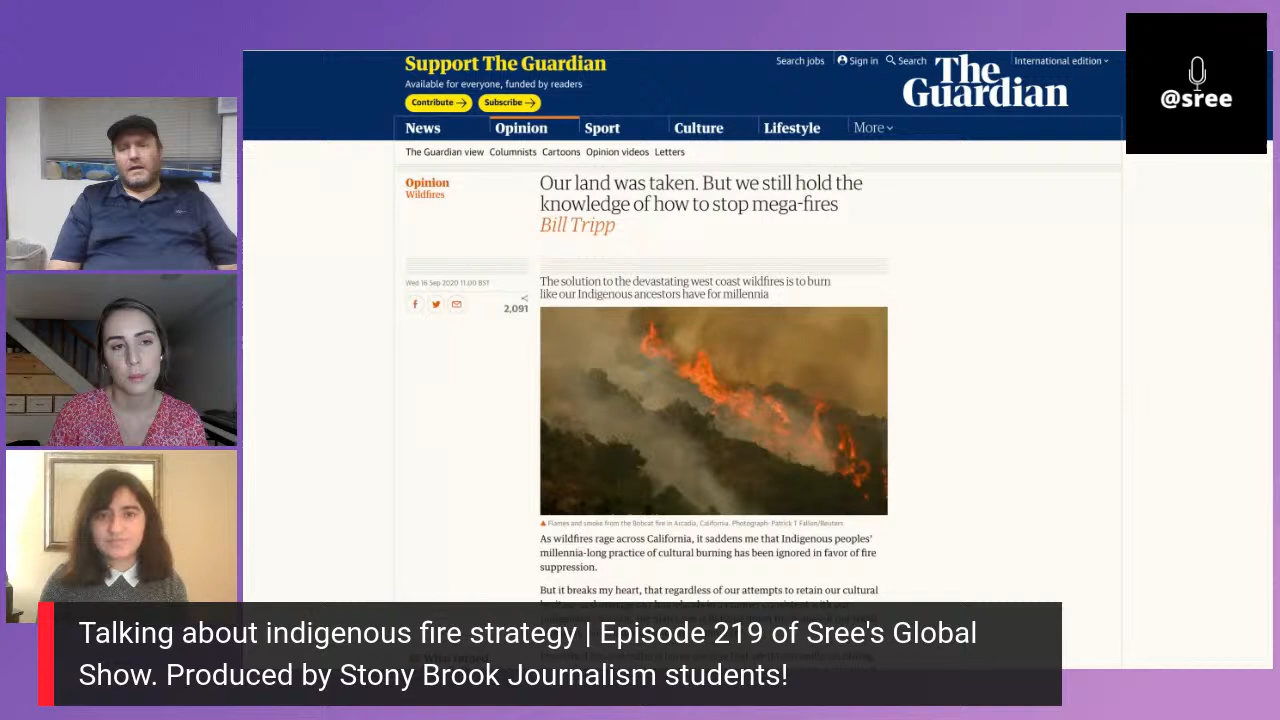 Support The Guardian
Available for everyone, funded by readers
Contribute
Subscribe
Search jobs
Sign in
Search
International edition
The
Guardian
@sree
News
Opinion
Sport
Culture
Lifestyle
More
The Guardian view
Columnists
Cartoons
Opinion videos
Letters
Opinion
Wildfires
Our land was taken. But we still hold the
knowledge of how to stop mega-fires
Bill Tripp
The solution to the devastating west coast wildfires is to burn
like our Indigenous ancestors have for millennia
Wed 16 Sep 2020 11.00 BST
2,091
Flames and smoke from the Bobcat fire in Arcadia, California. Photograph: Patrick T Fallon/Reuters
As wildfires rage across California, it saddens me that Indigenous peoples'
millennia-long practice of cultural burning has been ignored in favor of fire
suppression.
But it breaks my heart, that regardless of our attempts to retain our cultural
Talking about indigenous fire strategy | Episode 219 of Sree's Global
Show. Produced by Stony Brook Journalism students!